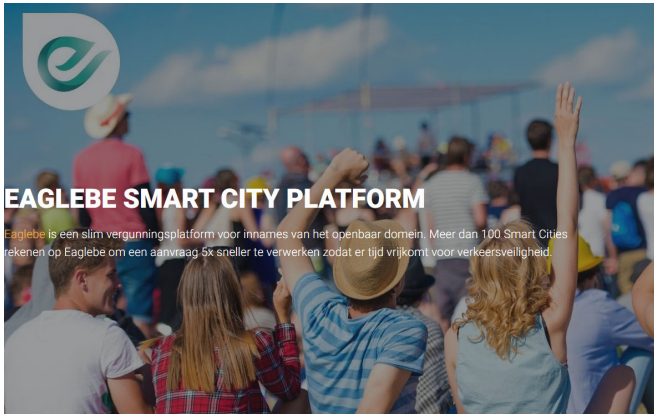 EAGLEBE SMART CITY PLATFORM
Eaglebe is een slim vergunningsplatform voor innames van het openbaar domein. Meer dan 100 Smart Cities
rekenen op Eaglebe om een aanvraag 5x sneller te verwerken zodat er tijd vrijkomt voor verkeersveiligheid.